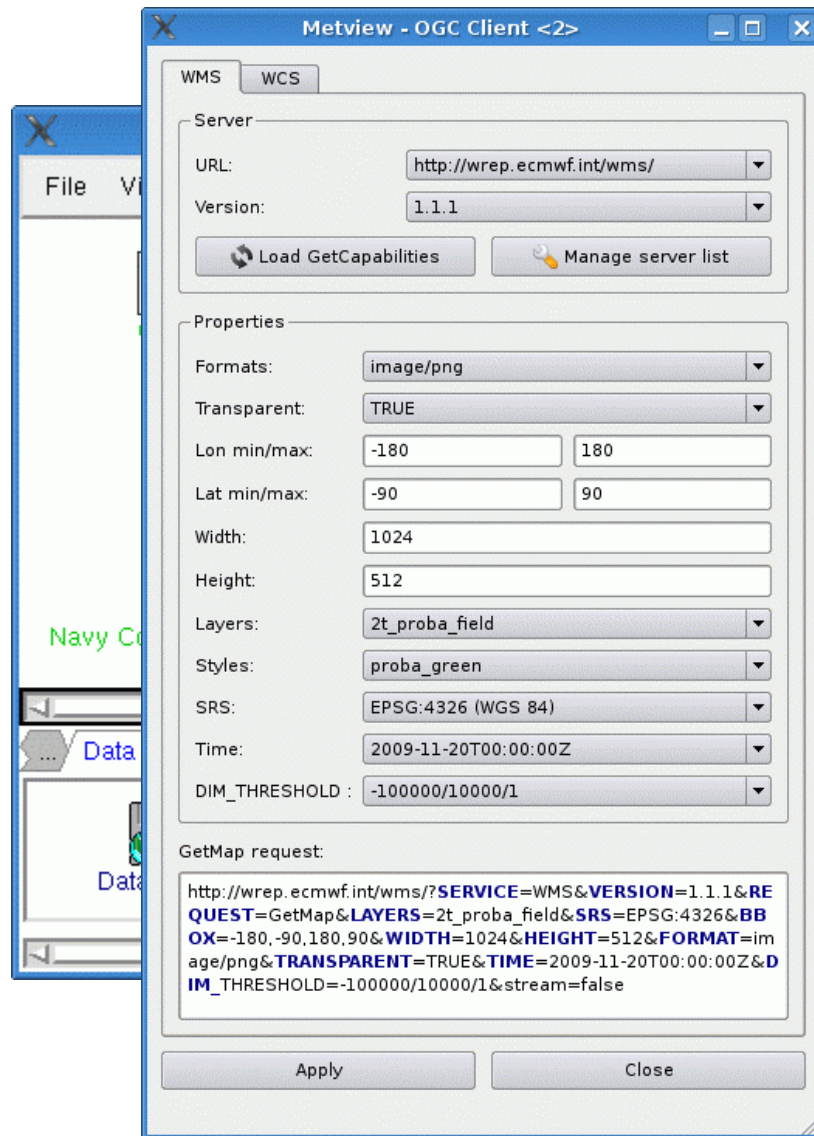 Metview - OGC Client <2>
WMS
WCS
File Vi
Server
URL: http://wrep.ecmwf.int/wms/
Version: 1.1.1
Load GetCapabilities Manage server list
Properties
Formats: image/png
Transparent: TRUE
Lon min/max: -180 180
Lat min/max: -90 90
Width: 1024
Height: 512
Layers: 2t_proba_field
Navy Co
Styles: proba_green
SRS: EPSG:4326 (WGS 84)
... Data
Time: 2009-11-20T00:00:00Z
DIM_THRESHOLD : -100000/10000/1
GetMap request:
Data
http://wrep.ecmwf.int/wms/?SERVICE=WMS&VERSION=1.1.1&RE
QUEST=GetMap&LAYERS=2t_proba_field&SRS=EPSG:4326&BB
OX=-180,-90,180,90&WIDTH=1024&HEIGHT=512&FORMAT=im
age/png&TRANSPARENT=TRUE&TIME=2009-11-20T00:00:00Z&D
IM_THRESHOLD=-100000/10000/1&stream=false
Apply Close